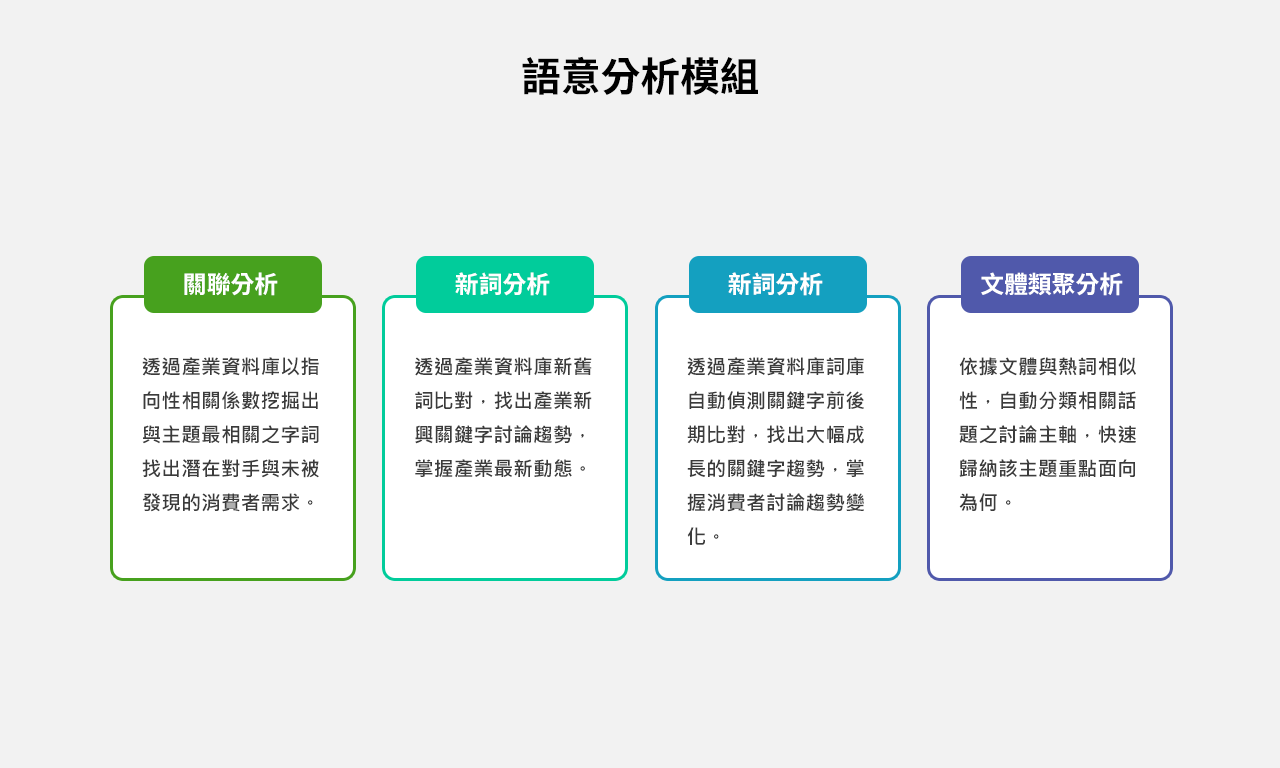 語意分析模組
關聯分析
透過產業資料庫以指
向性相關係數挖掘出
與主題最相關之字詞
找出潛在對手與未被
發現的消費者需求。
新詞分析
透過產業資料庫新舊
詞比對，找出產業新
興關鍵字討論趨勢，
掌握產業最新動態。
新詞分析
透過產業資料庫詞庫
自動偵測關鍵字前後
期比對，找出大幅成
長的關鍵字趨勢，掌
握消費者討論趨勢變
化。
文體類聚分析
依據文體與熱詞相似
性，自動分類相關話
題之討論主軸，快速
歸納該主題重點面向
為何。